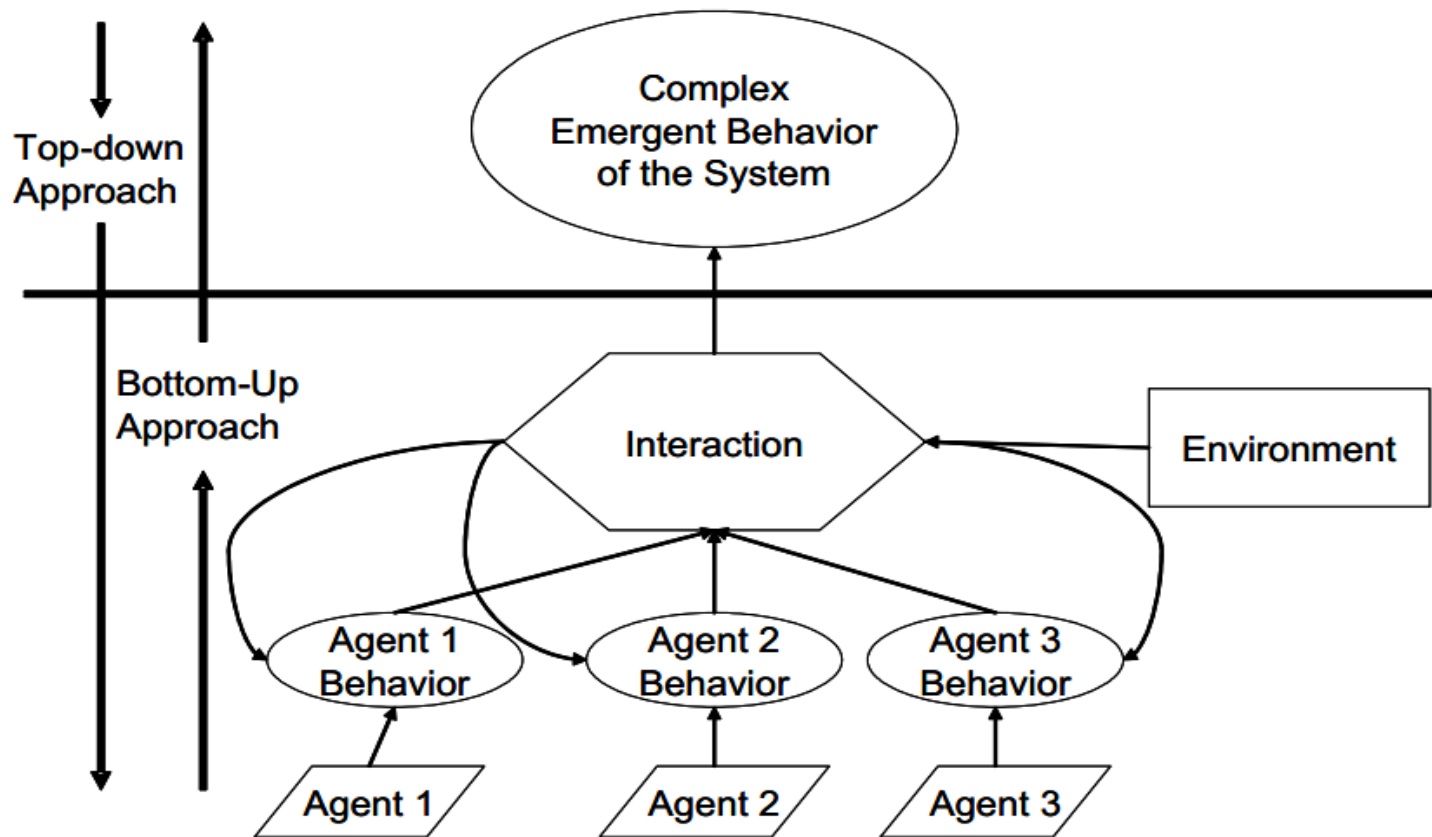 Complex
Emergent Behavior
of the System
Top-down
Approach
Bottom-Up
Approach
Interaction
Environment
Agent 1
Behavior
Agent 2
Behavior
Agent 3
Behavior
Agent 1
Agent 2
Agent 3